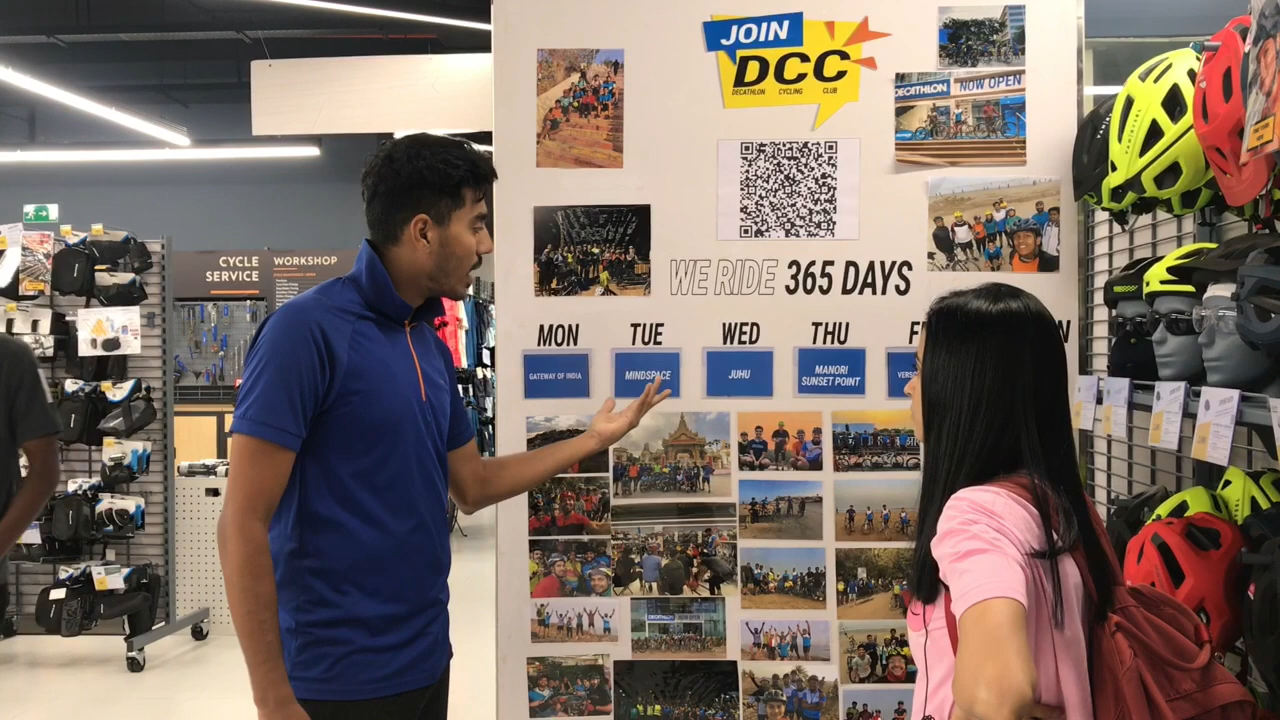 JOIN
DCC
DECATHLON CYCLING CLUB
DECATHLON
NOW OPEN
WE RIDE 365 DAYS
MON TUE WED THU
GATEWAY OF INDIA
MINDSPACE
JUHU
MANORI
SUNSET POINT
CYCLE
SERVICE
WORKSHOP
DECATHLON